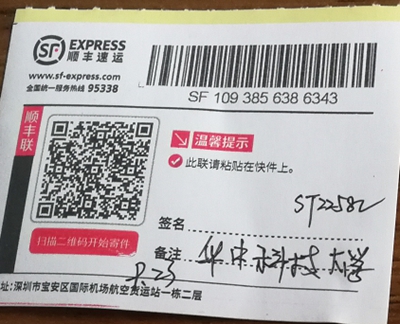 SF EXPRESS
顺丰速运
www.sf-express.com
全国统一服务热线 95338
SF 109 385 638 6343
顺丰联
温馨提示
此联请粘贴在快件上。
ST22582
签名
扫描二维码开始寄件
备注 华中科技大学
P.23
址:深圳市宝安区国际机场航空货运站一栋二层